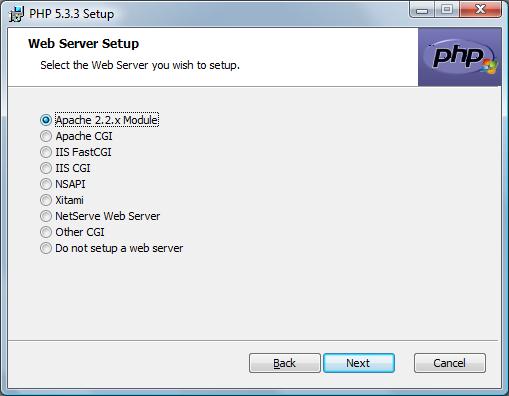 PHP 5.3.3 Setup
Web Server Setup
Select the Web Server you wish to setup.
php
Apache 2.2.x Module
Apache CGI
IIS FastCGI
IIS CGI
NSAPI
Xitami
NetServe Web Server
Other CGI
Do not setup a web server
Back Next Cancel